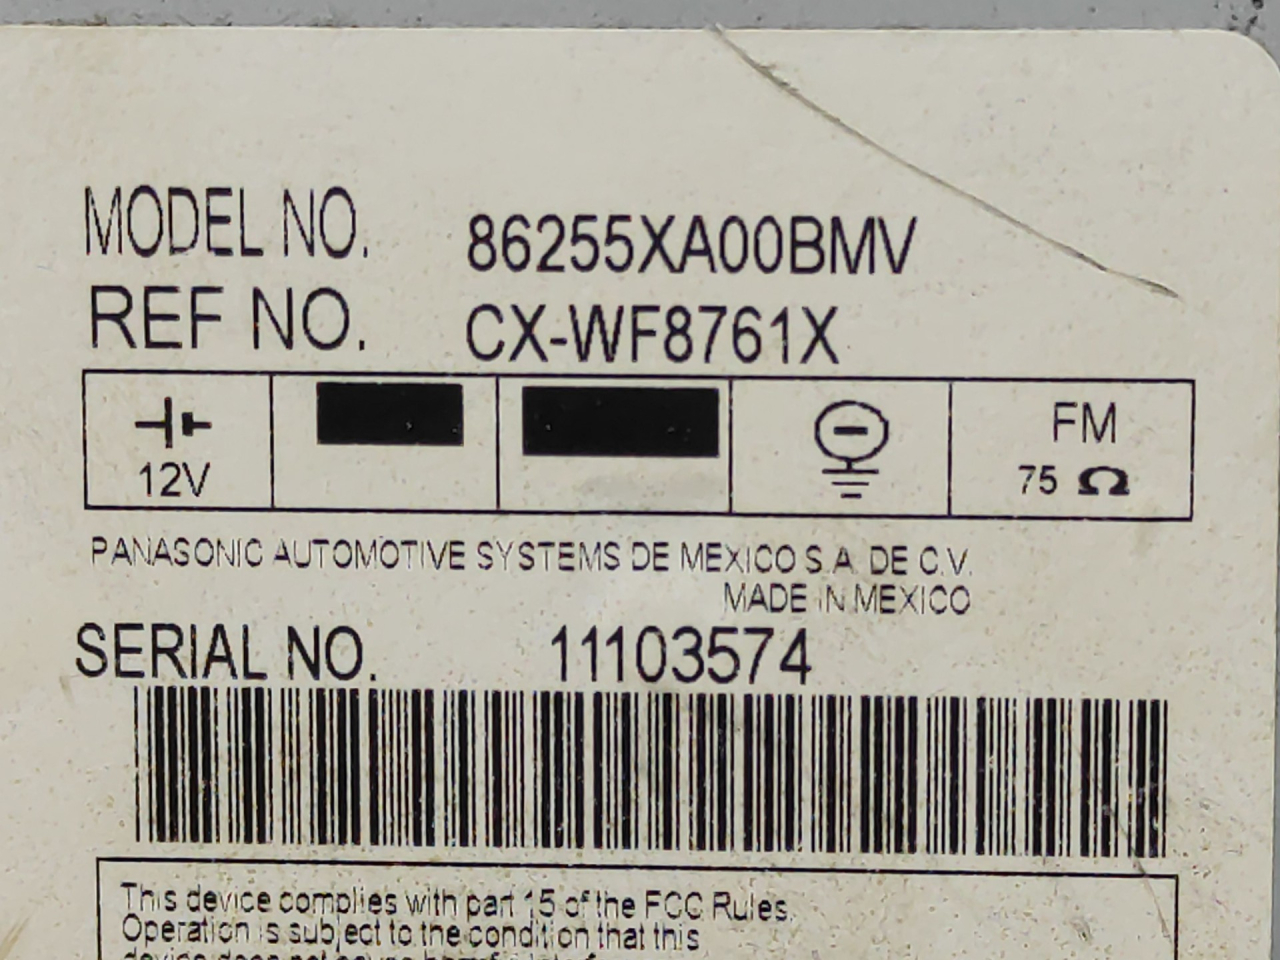 MODEL NO. 86255XA00BMV
REF NO. CX-WF8761X
12V
FM
75 Ω
PANASONIC AUTOMOTIVE SYSTEMS DE MEXICO S.A. DE C.V.
MADE IN MEXICO
SERIAL NO. 11103574
This device complies with part 15 of the FCC Rules.
Operation is subject to the condition that this